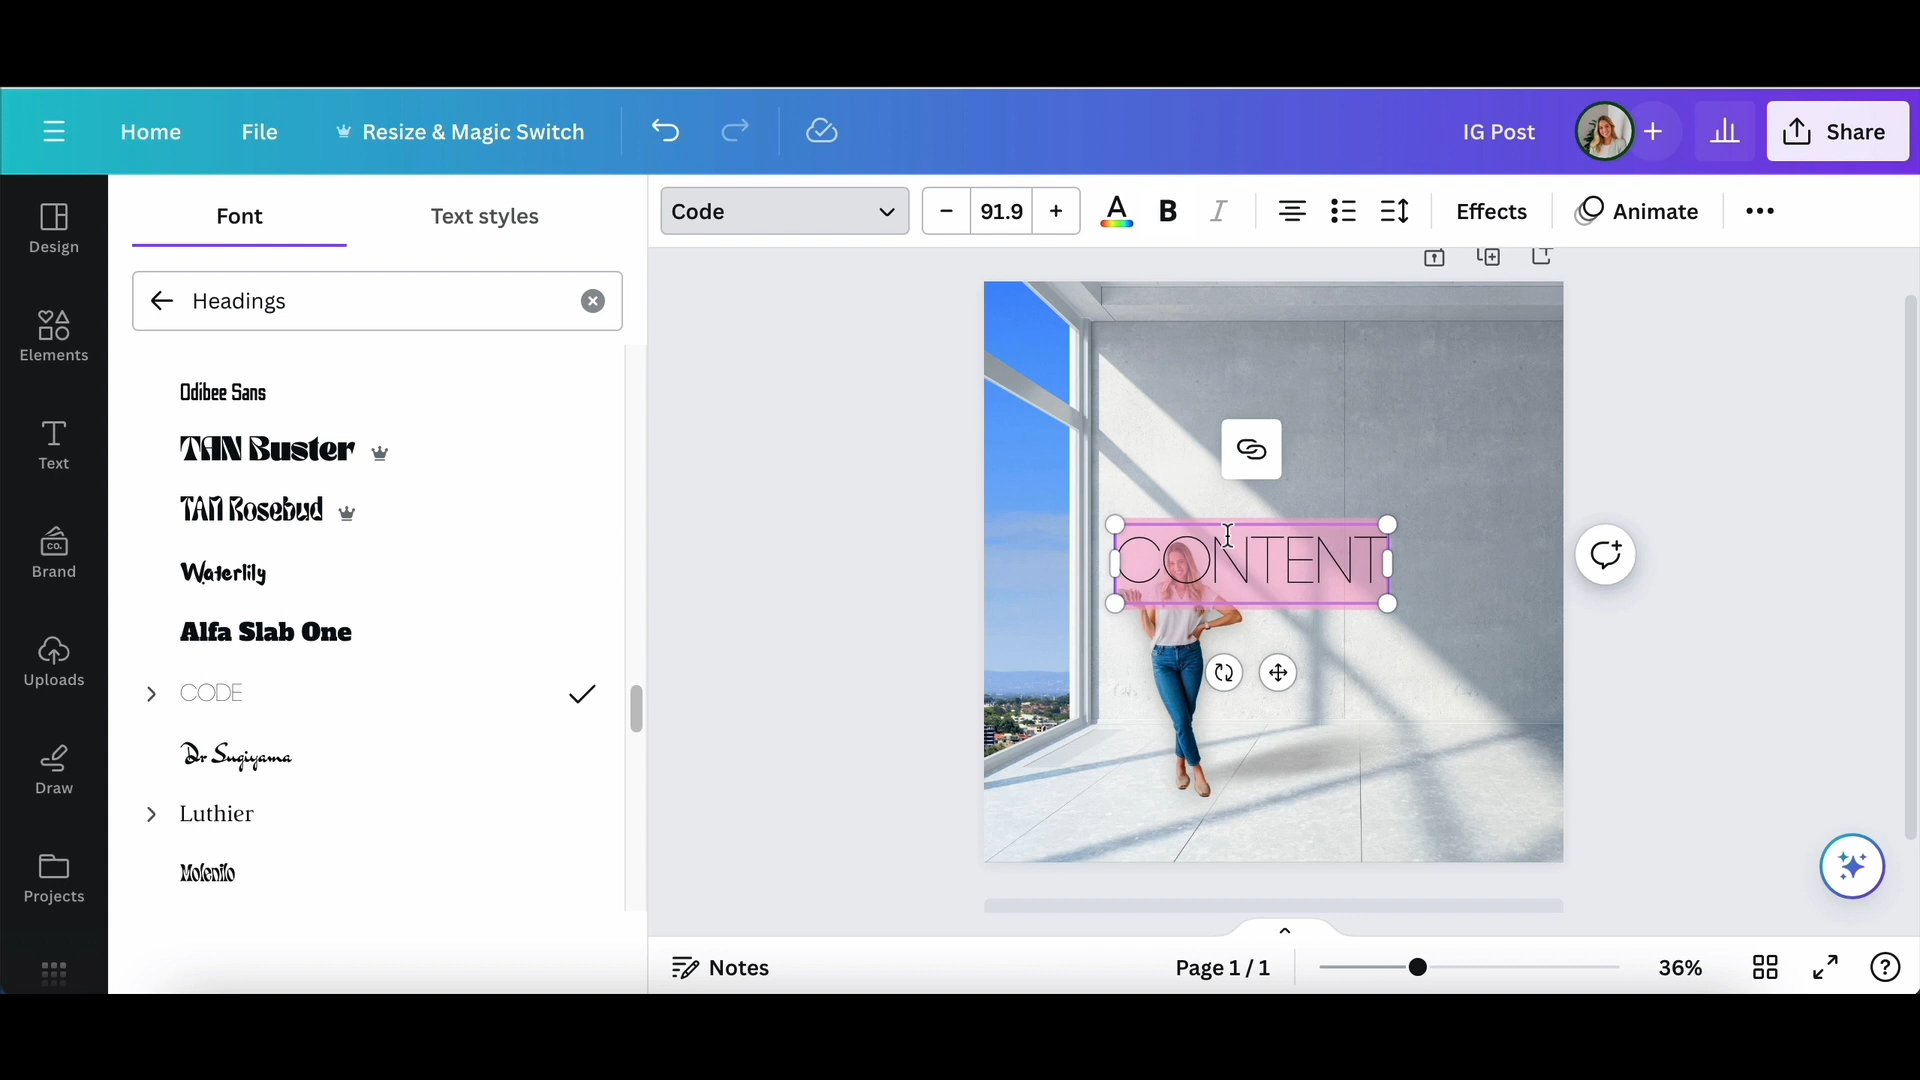 Home
File
Resize & Magic Switch
IG Post
Share
Design
Elements
Text
co.
Brand
Uploads
Draw
Projects
Font
Text styles
Headings
Odibee Sans
TAN Buster
TAN Rosebud
Waterlily
Alfa Slab One
CODE
Dr Sugiyama
Luthier
Molenilo
Code
91.9
A
B
I
Effects
Animate
CONTENT
Notes
Page 1 / 1
36%